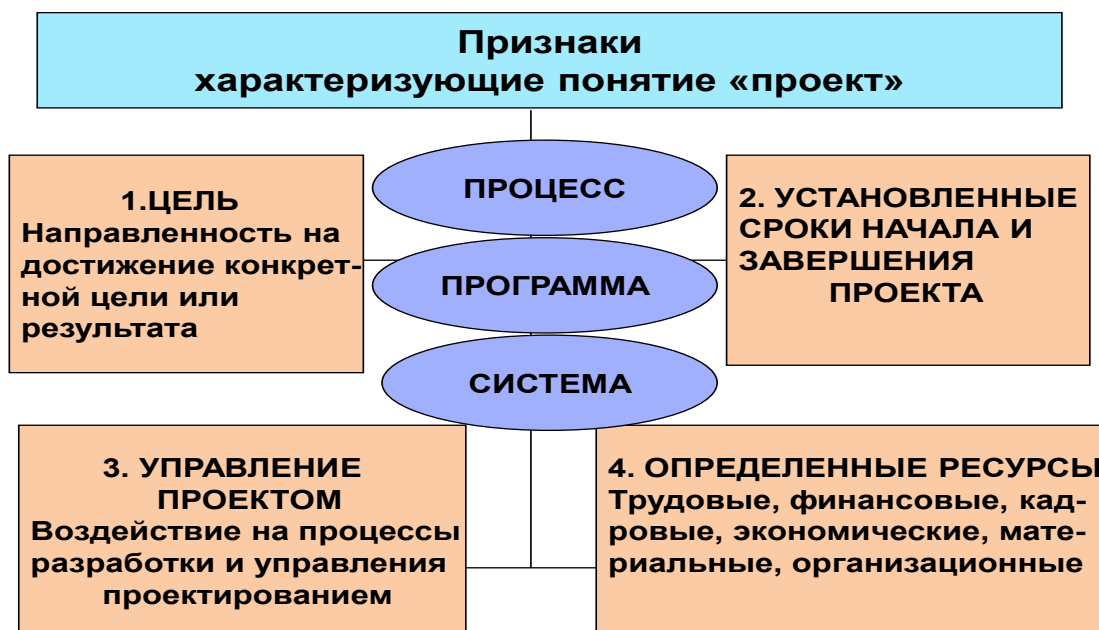 Признаки
характеризующие понятие «проект»
ПРОЦЕСС
1.ЦЕЛЬ
Направленность на
достижение конкрет-
ной цели или
результата
2. УСТАНОВЛЕННЫЕ
СРОКИ НАЧАЛА И
ЗАВЕРШЕНИЯ
ПРОЕКТА
ПРОГРАММА
СИСТЕМА
3. УПРАВЛЕНИЕ
ПРОЕКТОМ
Воздействие на процессы
разработки и управления
проектированием
4. ОПРЕДЕЛЕННЫЕ РЕСУРСЫ
Трудовые, финансовые, кад-
ровые, экономические, мате-
риальные, организационные